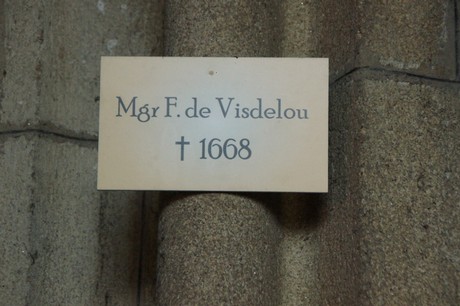 Mgr F. de Visdelou
† 1668